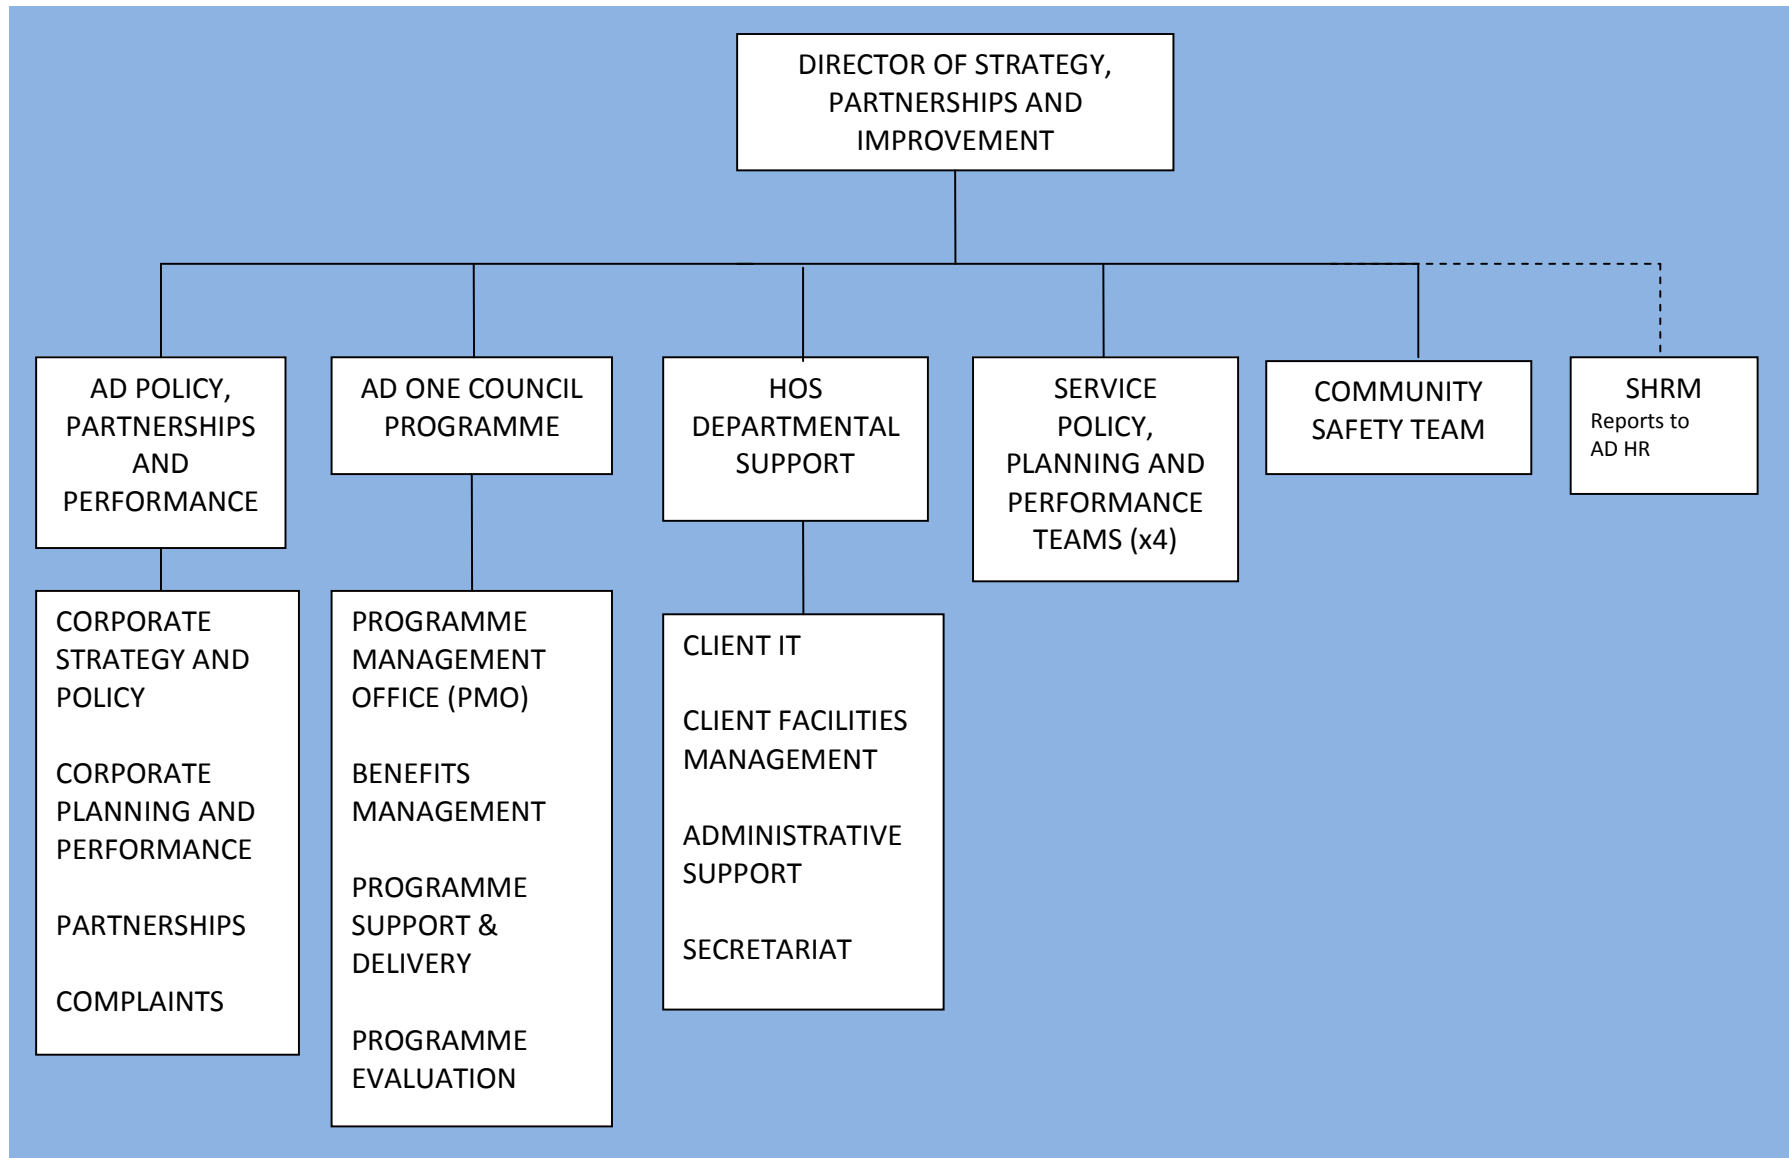 DIRECTOR OF STRATEGY,
PARTNERSHIPS AND
IMPROVEMENT
AD POLICY,
PARTNERSHIPS
AND
PERFORMANCE
AD ONE COUNCIL
PROGRAMME
HOS
DEPARTMENTAL
SUPPORT
SERVICE
POLICY,
PLANNING AND
PERFORMANCE
TEAMS (x4)
COMMUNITY
SAFETY TEAM
SHRM
Reports to
AD HR
CORPORATE
STRATEGY AND
POLICY
CORPORATE
PLANNING AND
PERFORMANCE
PARTNERSHIPS
COMPLAINTS
PROGRAMME
MANAGEMENT
OFFICE (PMO)
BENEFITS
MANAGEMENT
PROGRAMME
SUPPORT &
DELIVERY
PROGRAMME
EVALUATION
CLIENT IT
CLIENT FACILITIES
MANAGEMENT
ADMINISTRATIVE
SUPPORT
SECRETARIAT